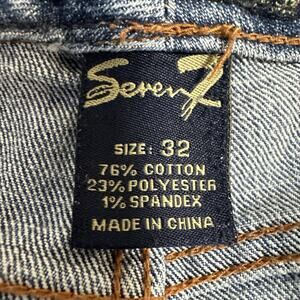 Seven7
SIZE: 32
76% COTTON
23% POLYESTER
1% SPANDEX
MADE IN CHINA